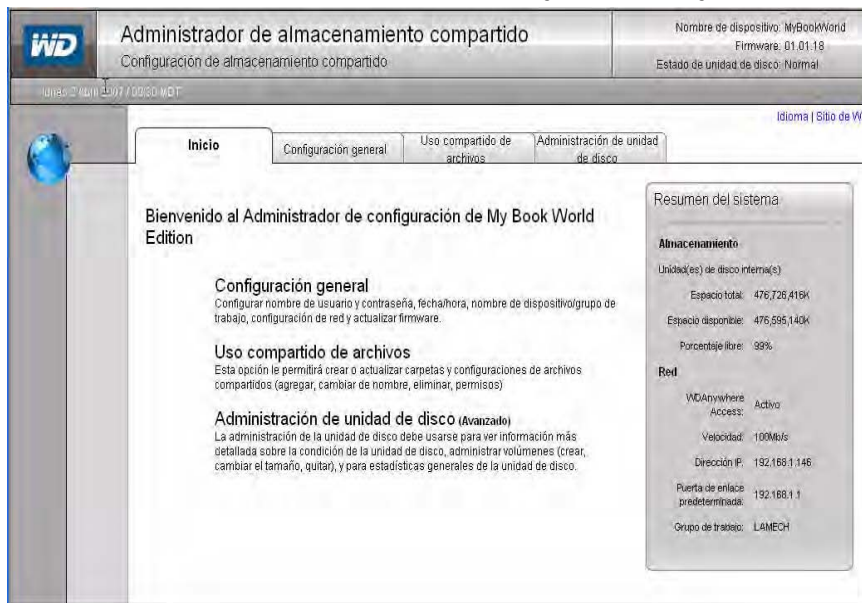 WD
Administrador de almacenamiento compartido
Configuración de almacenamiento compartido
Nombre de dispositivo: MyBookWorld
Firmware: 01.01.18
Estado de unidad de disco: Normal
Idioma | Sitio de W
Inicio
Configuración general
Uso compartido de
archivos
Administración de unidad
de disco
Bienvenido al Administrador de configuración de My Book World
Edition
Configuración general
Configurar nombre de usuario y contraseña, fecha/hora, nombre de dispositivo/grupo de
trabajo, configuración de red y actualizar firmware.
Uso compartido de archivos
Esta opción le permitirá crear o actualizar carpetas y configuraciones de archivos
compartidos (agregar, cambiar de nombre, eliminar, permisos)
Administración de unidad de disco (Avanzado)
La administración de la unidad de disco debe usarse para ver información más
detallada sobre la condición de la unidad de disco, administrar volúmenes (crear,
cambiar el tamaño, quitar), y para estadísticas generales de la unidad de disco.
Resumen del sistema
Almacenamiento
Unidad(es) de disco interna(s)
Espacio total: 476,726,416K
Espacio disponible: 476,595,140K
Porcentaje libre: 99%
Red
WDAnywhere
Access: Activo
Velocidad: 100Mb/s
Dirección IP: 192.168.1.146
Puerta de enlace
predeterminada: 192.168.1.1
Grupo de trabajo: LAMECH